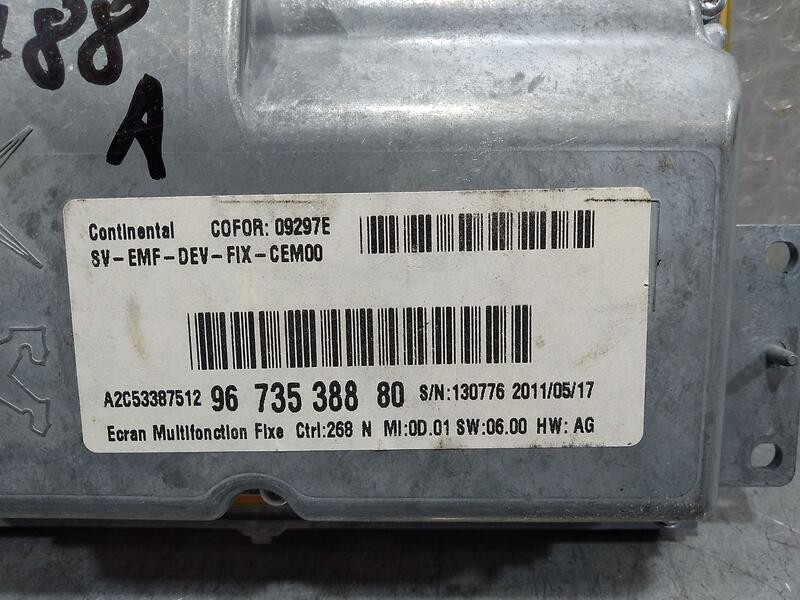 188
A
Continental COFOR: 09297E
SV-EMF-DEV-FIX-CEM00
A2C53387512 96 735 388 80 S/N:130776 2011/05/17
Ecran Multifonction Fixe Ctrl:268 N MI:0D.01 SW:06.00 HW: AG